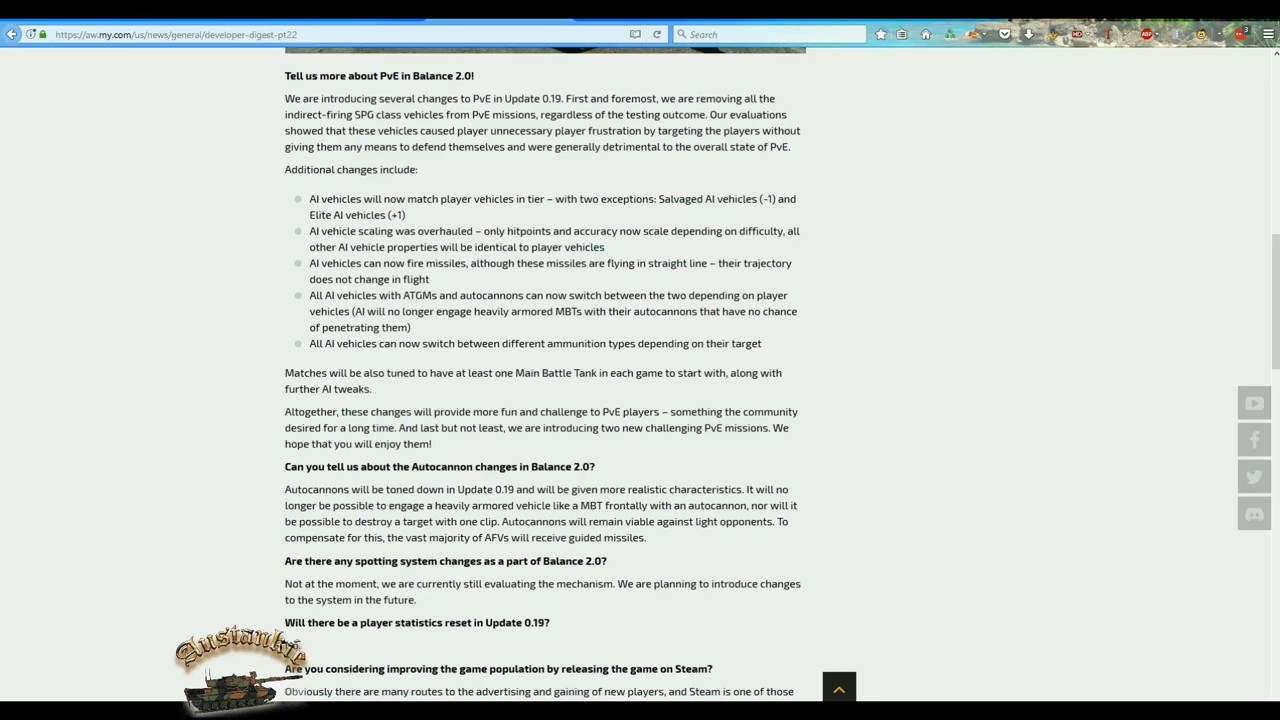 https://aw.my.com/us/news/general/developer-digest-pt22
Search
Tell us more about PvE in Balance 2.0!
We are introducing several changes to PvE in Update 0.19. First and foremost, we are removing all the
indirect-firing SPG class vehicles from PvE missions, regardless of the testing outcome. Our evaluations
showed that these vehicles caused player unnecessary player frustration by targeting the players without
giving them any means to defend themselves and were generally detrimental to the overall state of PvE.
Additional changes include:
AI vehicles will now match player vehicles in tier – with two exceptions: Salvaged AI vehicles (-1) and
Elite AI vehicles (+1)
AI vehicle scaling was overhauled – only hitpoints and accuracy now scale depending on difficulty, all
other AI vehicle properties will be identical to player vehicles
AI vehicles can now fire missiles, although these missiles are flying in straight line – their trajectory
does not change in flight
All AI vehicles with ATGMs and autocannons can now switch between the two depending on player
vehicles (AI will no longer engage heavily armored MBTs with their autocannons that have no chance
of penetrating them)
All AI vehicles can now switch between different ammunition types depending on their target
Matches will be also tuned to have at least one Main Battle Tank in each game to start with, along with
further AI tweaks.
Altogether, these changes will provide more fun and challenge to PvE players – something the community
desired for a long time. And last but not least, we are introducing two new challenging PvE missions. We
hope that you will enjoy them!
Can you tell us about the Autocannon changes in Balance 2.0?
Autocannons will be toned down in Update 0.19 and will be given more realistic characteristics. It will no
longer be possible to engage a heavily armored vehicle like a MBT frontally with an autocannon, nor will it
be possible to destroy a target with one clip. Autocannons will remain viable against light opponents. To
compensate for this, the vast majority of AFVs will receive guided missiles.
Are there any spotting system changes as a part of Balance 2.0?
Not at the moment, we are currently still evaluating the mechanism. We are planning to introduce changes
to the system in the future.
Will there be a player statistics reset in Update 0.19?
Austankie
Are you considering improving the game population by releasing the game on Steam?
Obviously there are many routes to the advertising and gaining of new players, and Steam is one of those